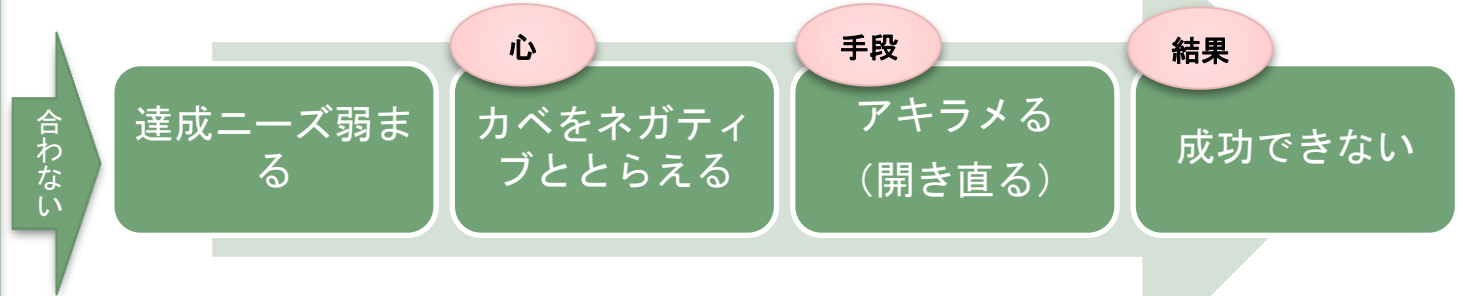 合わない
達成ニーズ弱ま
る
心
カベをネガティ
ブととらえる
手段
アキラメる
（開き直る）
結果
成功できない